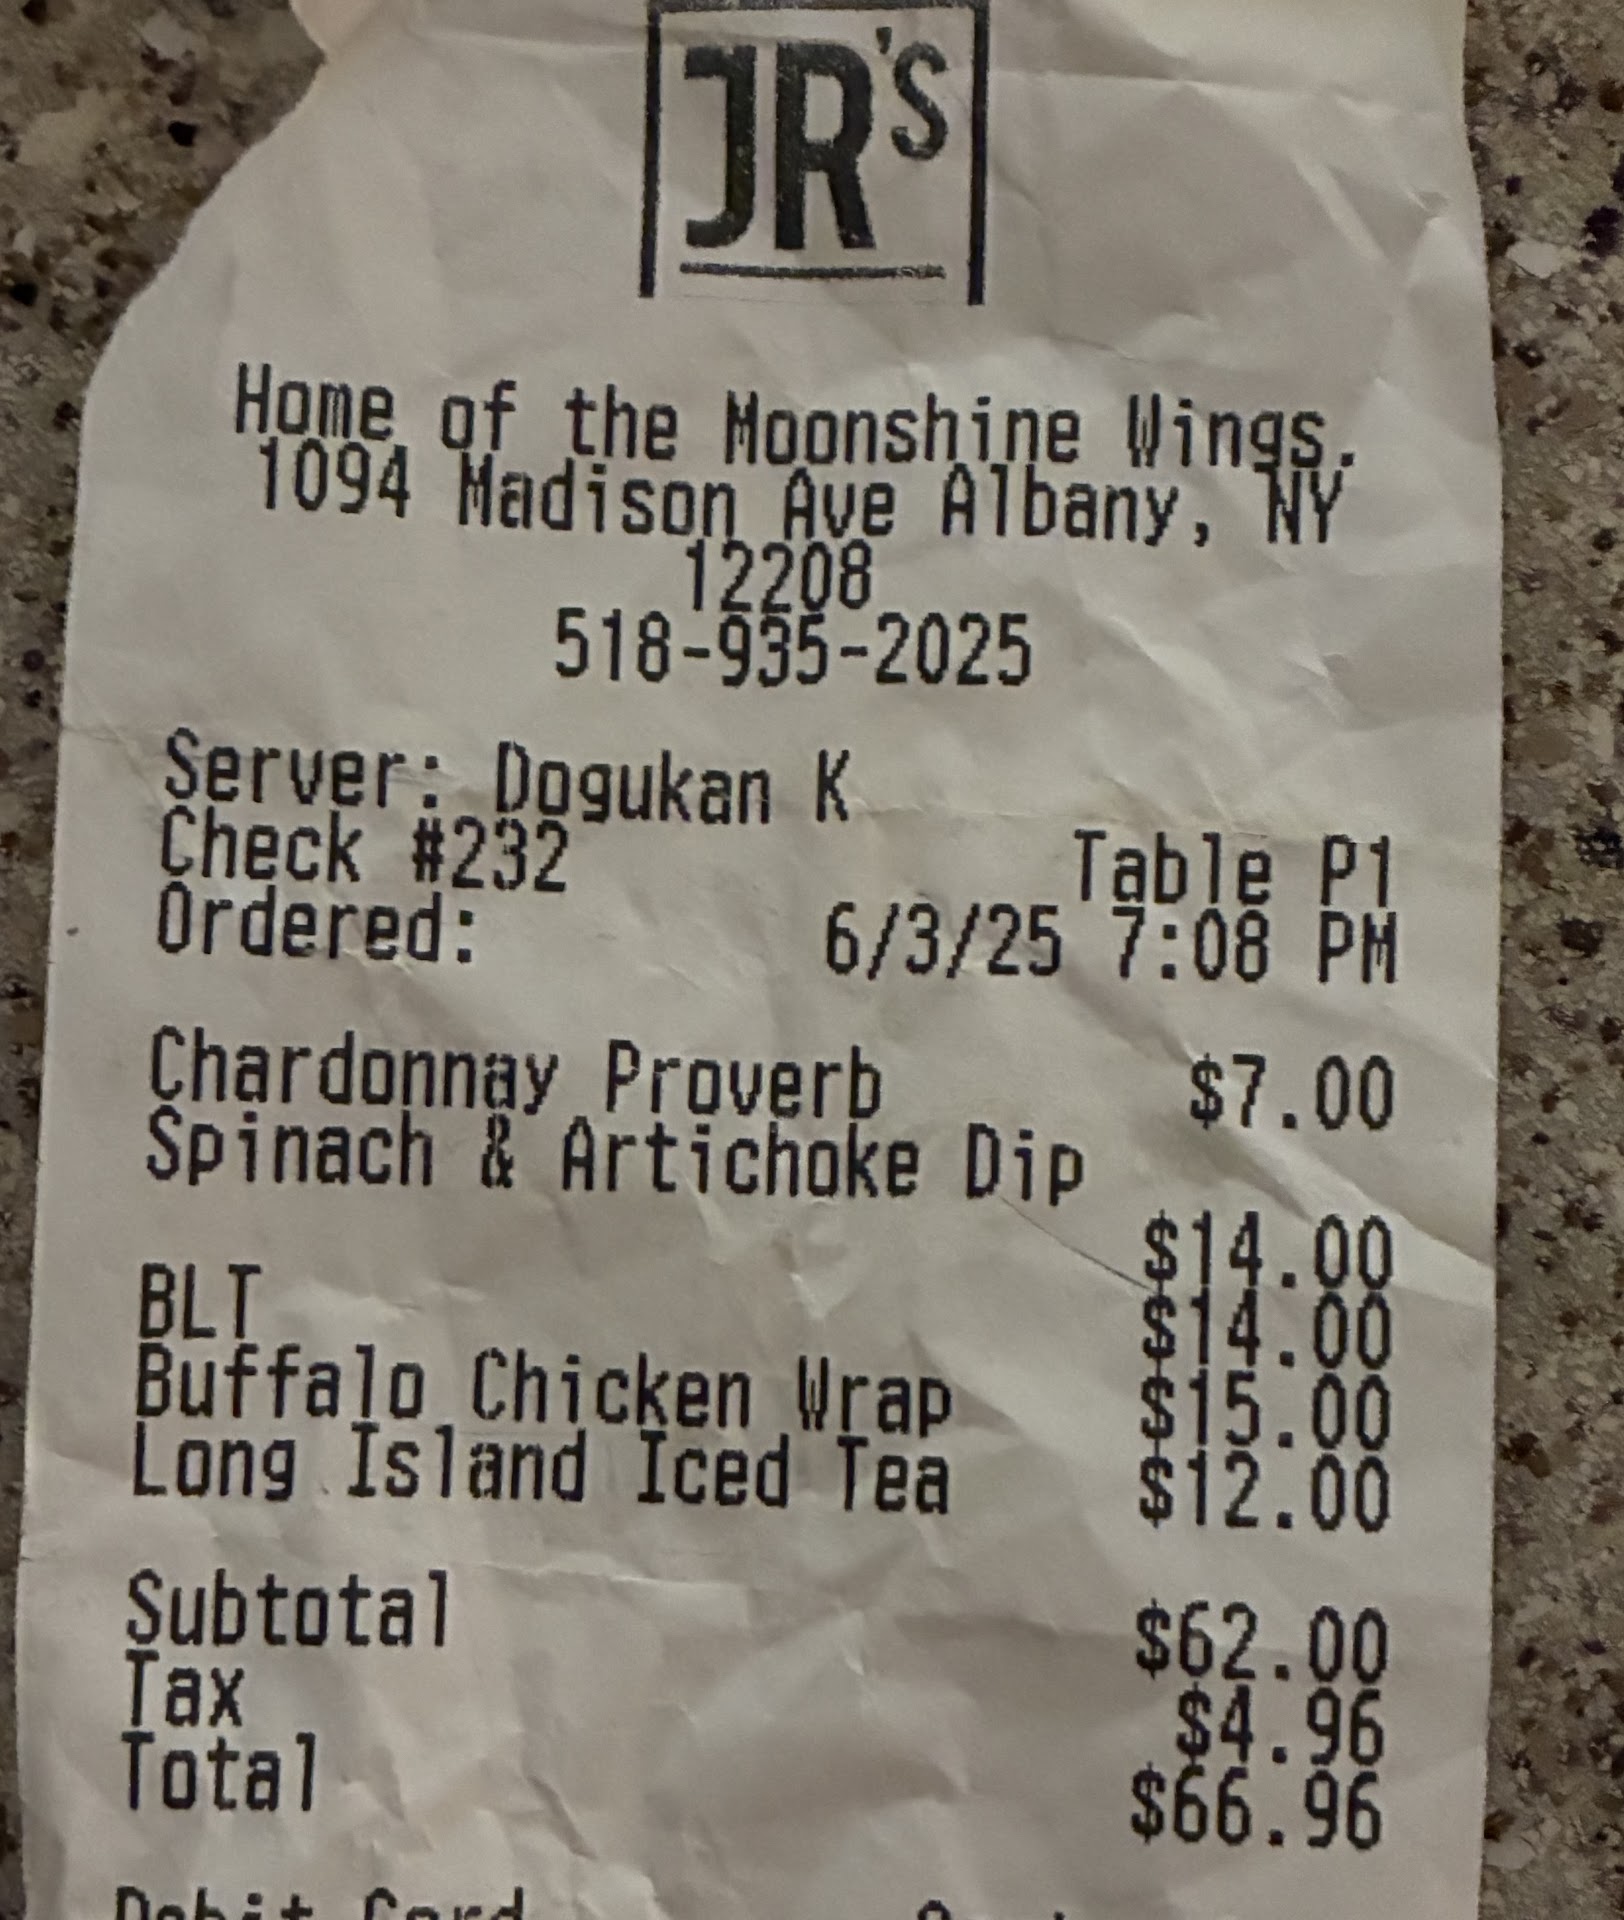 JR'S
Home of the Moonshine Wings.
1094 Madison Ave Albany, NY
12208
518-935-2025
Server: Dogukan K
Check #232 Table P1
Ordered: 6/3/25 7:08 PM
Chardonnay Proverb $7.00
Spinach & Artichoke Dip
$14.00
BLT $14.00
Buffalo Chicken Wrap $15.00
Long Island Iced Tea $12.00
Subtotal $62.00
Tax $4.96
Total $66.96
Debit Card